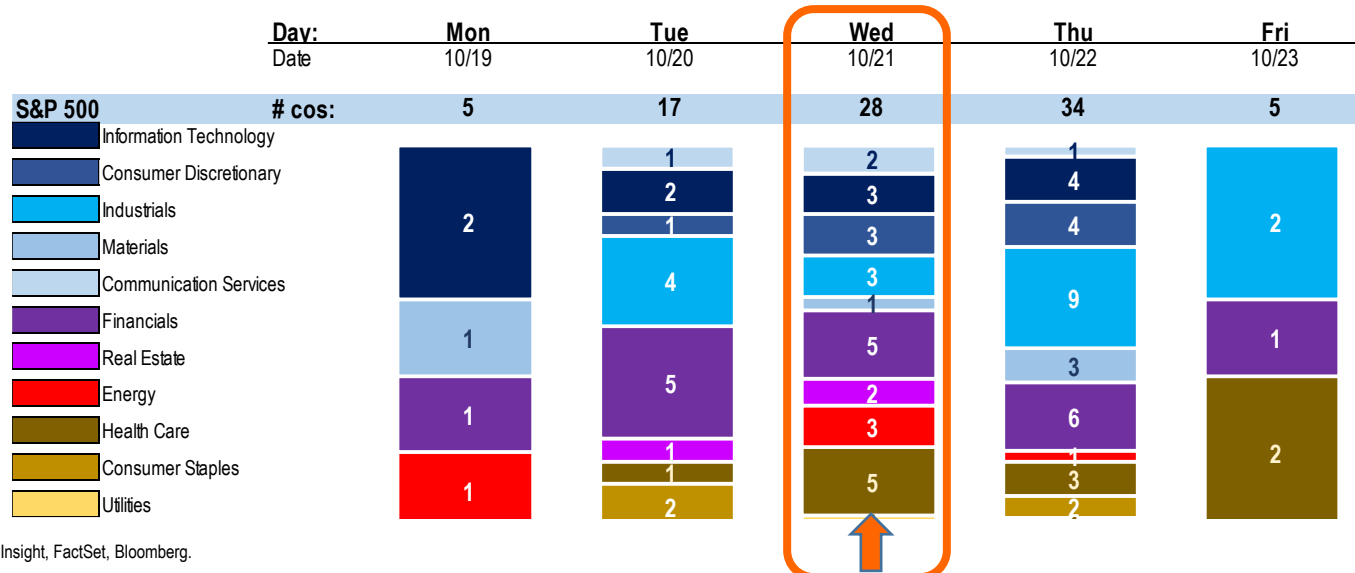 Day: Mon Tue Wed Thu Fri
Date 10/19 10/20 10/21 10/22 10/23
S&P 500 # cos: 5 17 28 34 5
Information Technology
Consumer Discretionary
Industrials
Materials
Communication Services
Financials
Real Estate
Energy
Health Care
Consumer Staples
Utilities
2
1
1
1
1
2
1
4
5
1
1
2
2
3
3
3
1
5
2
3
5
1
4
4
9
3
6
1
3
2
2
1
2
Insight, FactSet, Bloomberg.